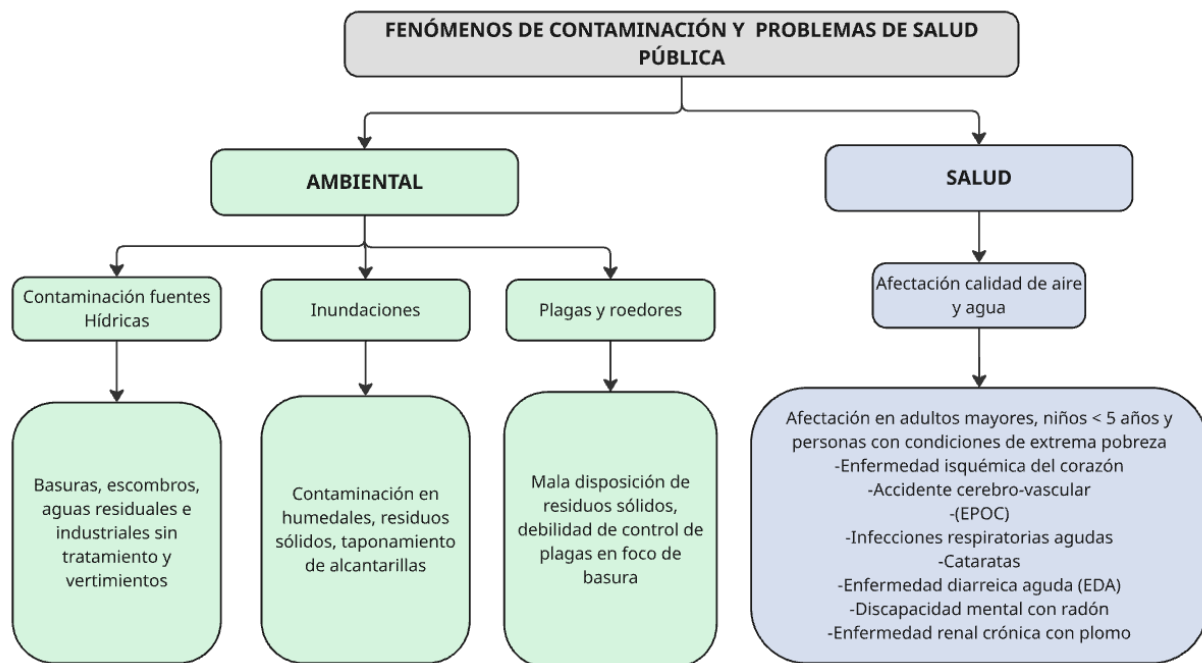 FENÓMENOS DE CONTAMINACIÓN Y PROBLEMAS DE SALUD
PÚBLICA
AMBIENTAL
SALUD
Contaminación fuentes
Hídricas
Inundaciones
Plagas y roedores
Afectación calidad de aire
y agua
Basuras, escombros,
aguas residuales e
industriales sin
tratamiento y
vertimientos
Contaminación en
humedales, residuos
sólidos, taponamiento
de alcantarillas
Mala disposición de
residuos sólidos,
debilidad de control de
plagas en foco de
basura
Afectación en adultos mayores, niños < 5 años y
personas con condiciones de extrema pobreza
-Enfermedad isquémica del corazón
-Accidente cerebro-vascular
-(EPOC)
-Infecciones respiratorias agudas
-Cataratas
-Enfermedad diarreica aguda (EDA)
-Discapacidad mental con radón
-Enfermedad renal crónica con plomo